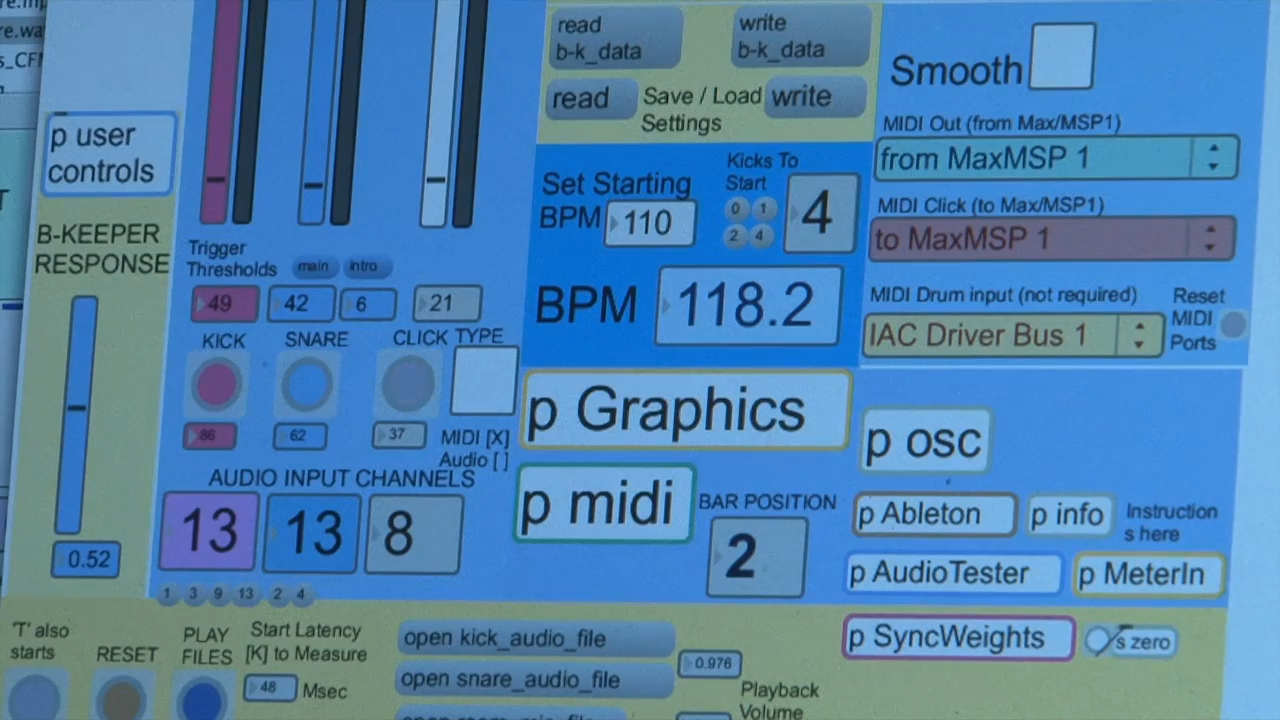 re.wa
s_CFM
p user
controls
B-KEEPER
RESPONSE
0.52
'T' also
starts
RESET
PLAY
FILES
Start Latency
[K] to Measure
48
Msec
Trigger
Thresholds
main
intro
49
42
6
21
KICK
SNARE
CLICK TYPE
86
62
37
MIDI [X]
Audio [ ]
AUDIO INPUT CHANNELS
13
13
8
1 3 9 13 2 4
open kick_audio_file
open snare_audio_file
0.976
Playback
Volume
read
b-k_data
write
b-k_data
read
Save / Load
Settings
write
Set Starting
BPM
110
Kicks To
Start
0 1
2 4
4
BPM
118.2
p Graphics
p midi
BAR POSITION
2
Smooth
MIDI Out (from Max/MSP1)
from MaxMSP 1
MIDI Click (to Max/MSP1)
to MaxMSP 1
MIDI Drum input (not required)
IAC Driver Bus 1
Reset
MIDI
Ports
p osc
p Ableton
p info
Instruction
s here
p AudioTester
p MeterIn
p SyncWeights
s zero